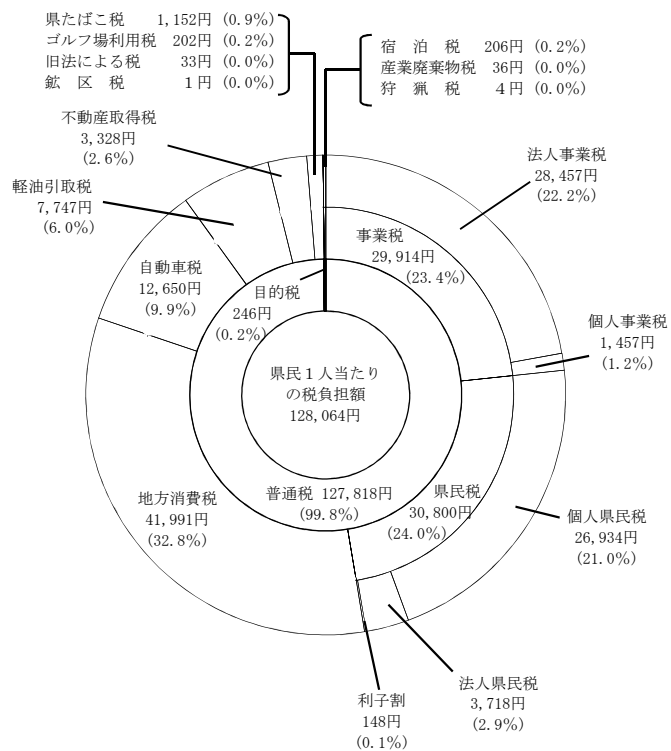 県たばこ税 1,152円 (0.9%)
ゴルフ場利用税 202円 (0.2%)
旧法による税 33円 (0.0%)
鉱 区 税 1円 (0.0%)
宿 泊 税 206円 (0.2%)
産業廃棄物税 36円 (0.0%)
狩 猟 税 4円 (0.0%)
不動産取得税
3,328円
(2.6%)
軽油引取税
7,747円
(6.0%)
自動車税
12,650円
(9.9%)
目的税
246円
(0.2%)
事業税
29,914円
(23.4%)
法人事業税
28,457円
(22.2%)
個人事業税
1,457円
(1.2%)
県民1人当たり
の税負担額
128,064円
地方消費税
41,991円
(32.8%)
普通税 127,818円
(99.8%)
県民税
30,800円
(24.0%)
個人県民税
26,934円
(21.0%)
法人県民税
3,718円
(2.9%)
利子割
148円
(0.1%)